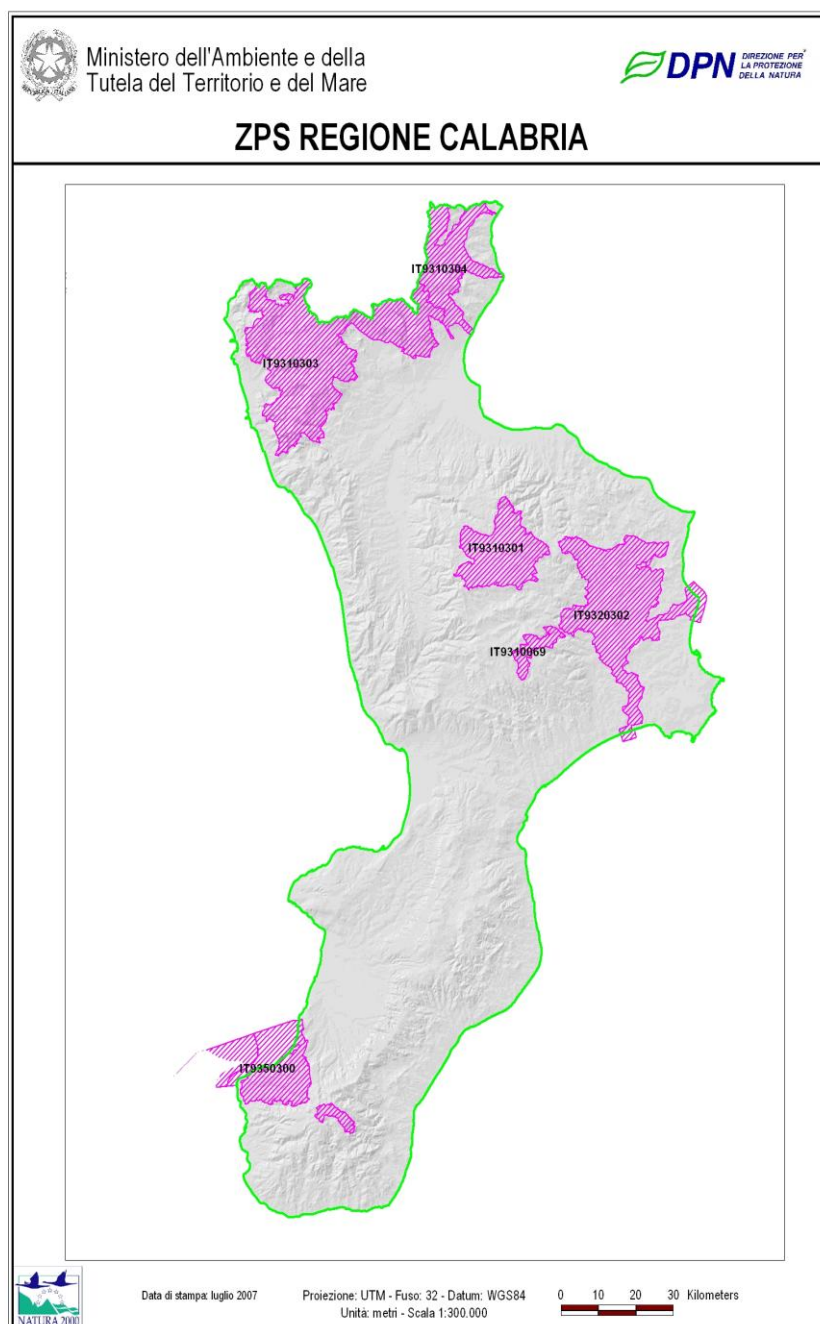 Ministero dell'Ambiente e della
Tutela del Territorio e del Mare
DPN
DIREZIONE PER
LA PROTEZIONE
DELLA NATURA
ZPS REGIONE CALABRIA
IT9310304
IT9310303
IT9310301
IT9320302
IT9310069
IT9350300
NATURA 2000
Data di stampa: luglio 2007
Proiezione: UTM - Fuso: 32 - Datum: WGS84
Unità: metri - Scala 1:300.000
0 10 20 30 Kilometers